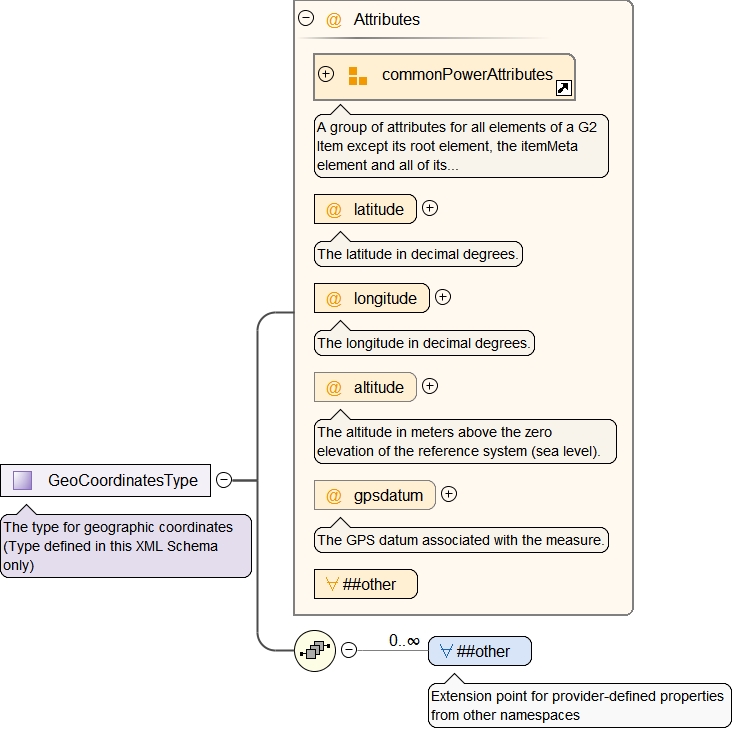 @ Attributes
commonPowerAttributes
A group of attributes for all elements of a G2
Item except its root element, the itemMeta
element and all of its...
@ latitude
The latitude in decimal degrees.
@ longitude
The longitude in decimal degrees.
@ altitude
The altitude in meters above the zero
elevation of the reference system (sea level).
@ gpsdatum
The GPS datum associated with the measure.
##other
GeoCoordinatesType
The type for geographic coordinates
(Type defined in this XML Schema
only)
0..∞
##other
Extension point for provider-defined properties
from other namespaces